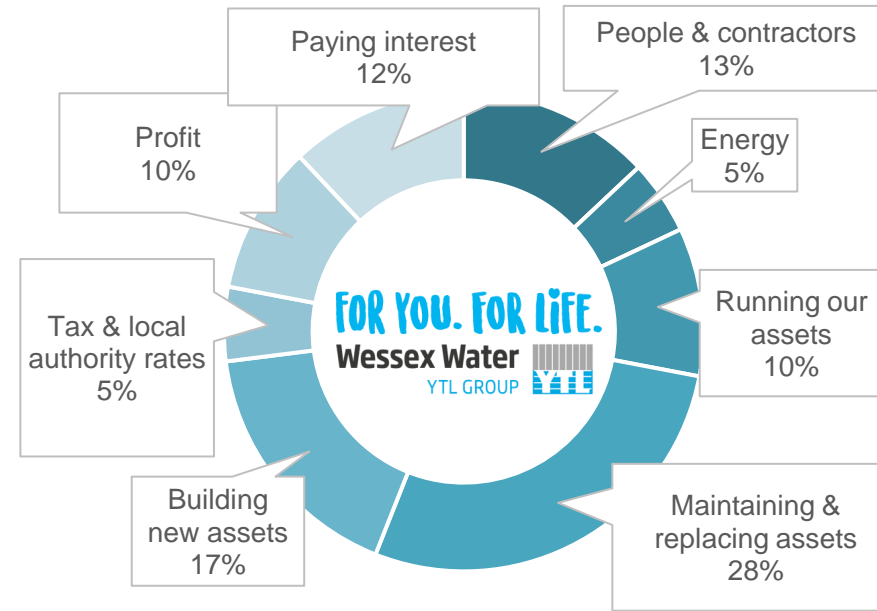 Paying interest
12%
People & contractors
13%
Energy
5%
Running our
assets
10%
Maintaining &
replacing assets
28%
Building
new assets
17%
Tax & local
authority rates
5%
Profit
10%
FOR YOU. FOR LiFE.
Wessex Water
YTL GROUP
YTL